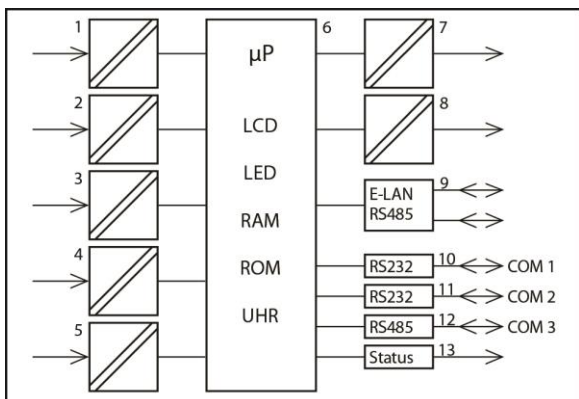 1
2
3
4
5
6
µP
LCD
LED
RAM
ROM
UHR
7
8
9
E-LAN
RS485
10
RS232
COM 1
11
RS232
COM 2
12
RS485
COM 3
13
Status